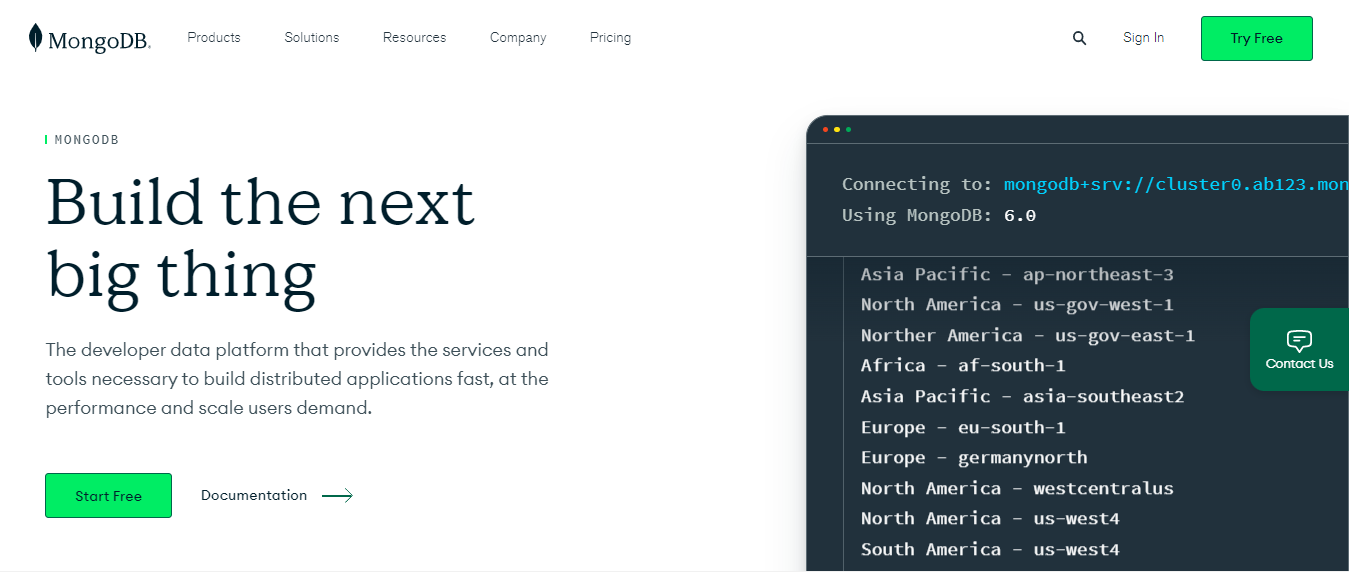 MongoDB.
Products
Solutions
Resources
Company
Pricing
Sign In
Try Free
MONGODB
Build the next
big thing
The developer data platform that provides the services and
tools necessary to build distributed applications fast, at the
performance and scale users demand.
Start Free
Documentation
Connecting to: mongodb+srv://cluster0.ab123.mon
Using MongoDB: 6.0
Asia Pacific - ap-northeast-3
North America - us-gov-west-1
Norther America - us-gov-east-1
Africa - af-south-1
Asia Pacific - asia-southeast2
Europe - eu-south-1
Europe - germanynorth
North America - westcentralus
North America - us-west4
South America - us-west4
Contact Us